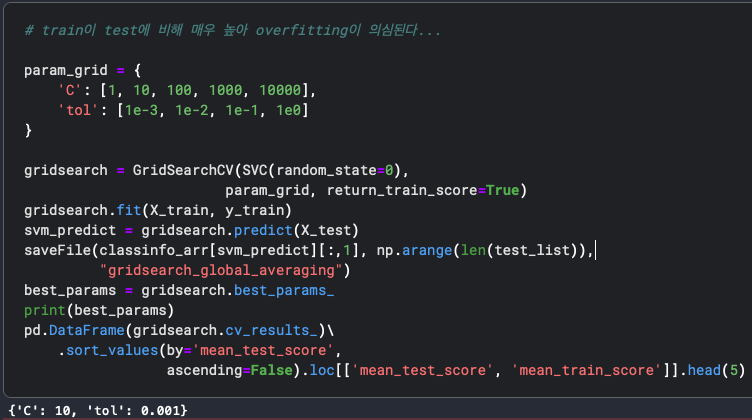 # train이 test에 비해 매우 높아 overfitting이 의심된다...
param_grid = {
    'C': [1, 10, 100, 1000, 10000],
    'tol': [1e-3, 1e-2, 1e-1, 1e0]
}
gridsearch = GridSearchCV(SVC(random_state=0),
                        param_grid, return_train_score=True)
gridsearch.fit(X_train, y_train)
svm_predict = gridsearch.predict(X_test)
saveFile(classinfo_arr[svm_predict][:,1], np.arange(len(test_list)),
         "gridsearch_global_averaging")
best_params = gridsearch.best_params_
print(best_params)
pd.DataFrame(gridsearch.cv_results_)\
    .sort_values(by='mean_test_score',
                 ascending=False).loc[['mean_test_score', 'mean_train_score']].head(5)
{'C': 10, 'tol': 0.001}